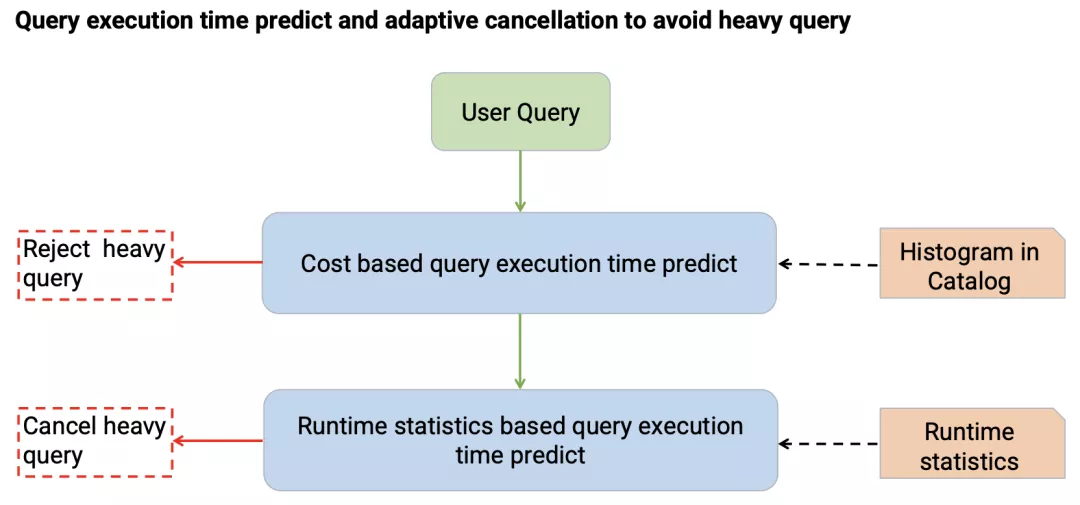 Query execution time predict and adaptive cancellation to avoid heavy query
User Query
Reject heavy
query
Cost based query execution time predict
Histogram in
Catalog
Cancel heavy
query
Runtime statistics based query execution
time predict
Runtime
statistics